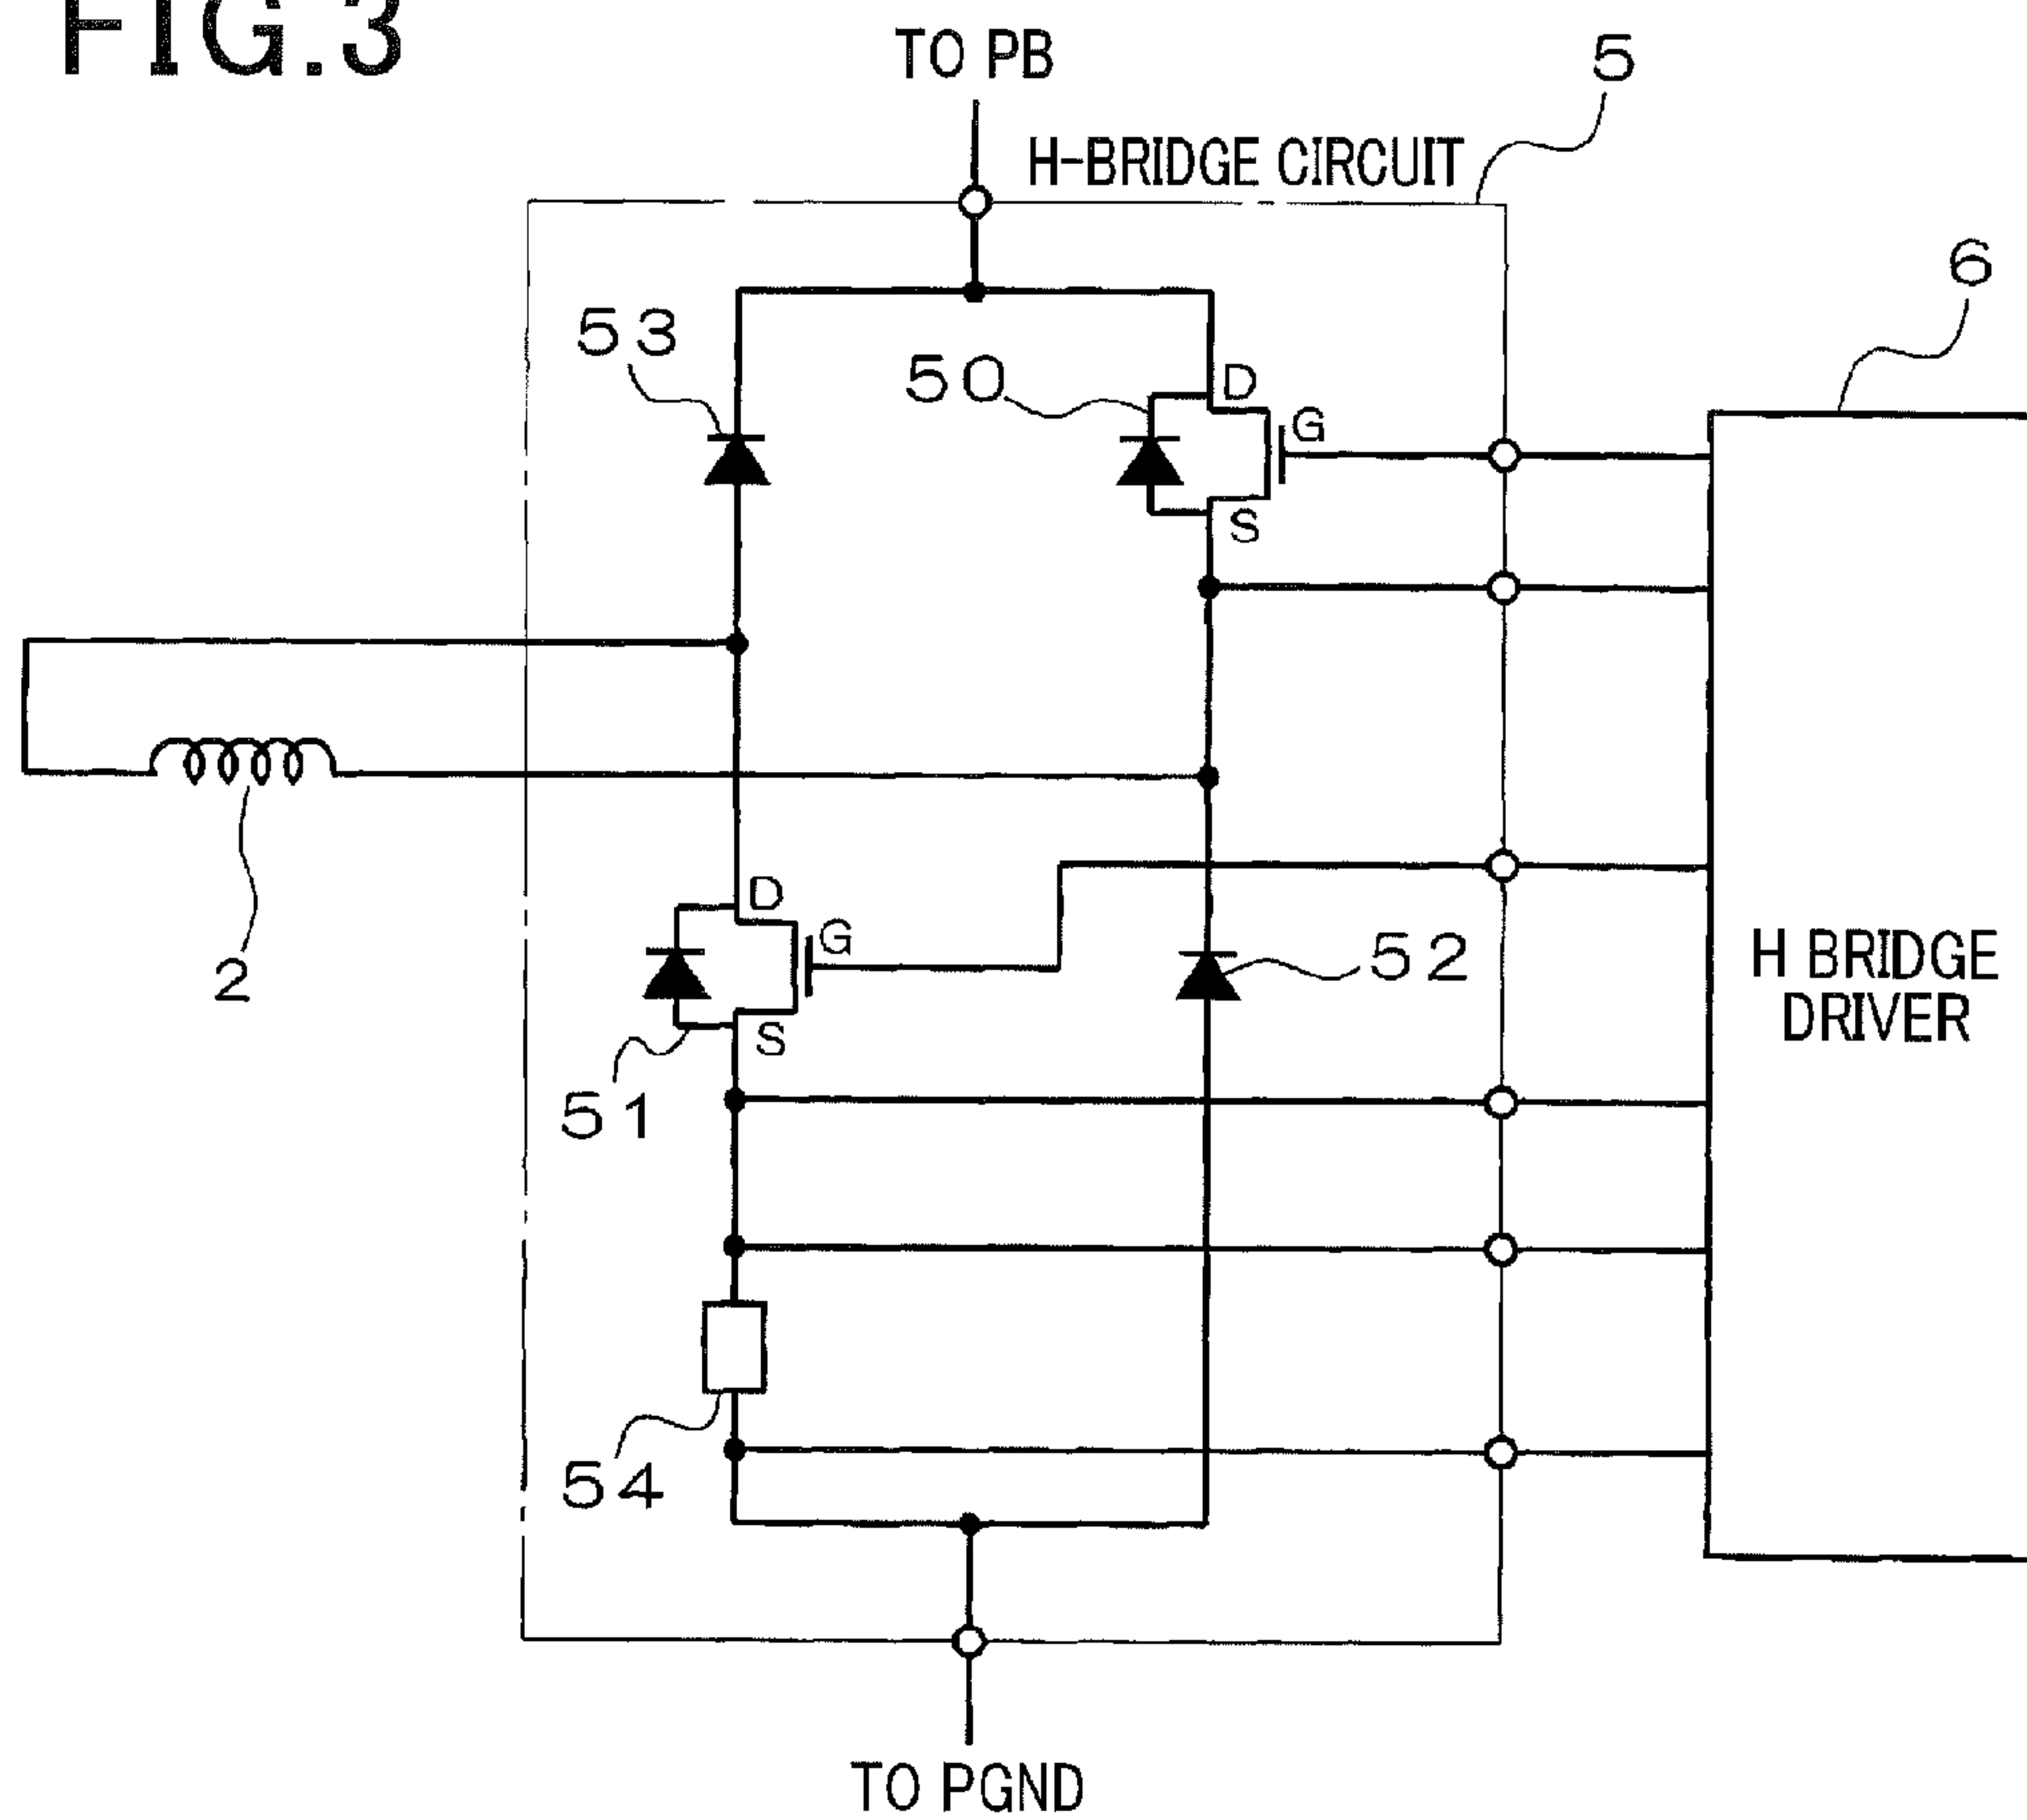 FIG.3
TO PB
5
H-BRIDGE CIRCUIT
6
53
50
D
G
S
2
D
G
S
51
52
H BRIDGE
DRIVER
54
TO PGND